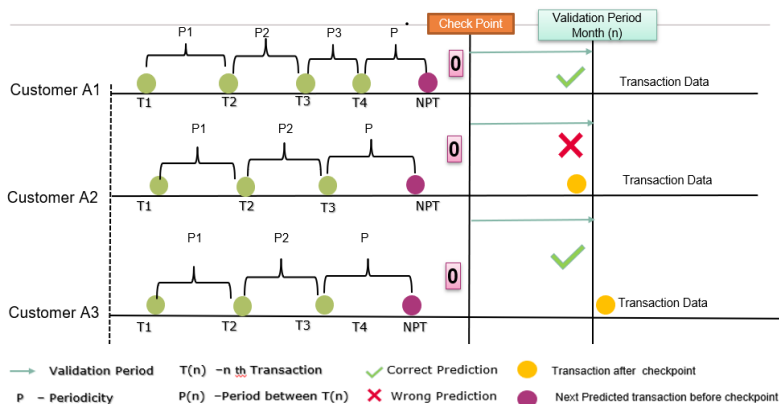 Check Point
Validation Period
Month (n)
P1 P2 P3 P
0
Customer A1
T1 T2 T3 T4 NPT
Transaction Data
P1 P2 P
0
Customer A2
T1 T2 T3 NPT
Transaction Data
P1 P2 P
0
Customer A3
T1 T2 T3 T4 NPT
Transaction Data
Validation Period
T(n) –n th Transaction
Correct Prediction
Transaction after checkpoint
P – Periodicity
P(n) –Period between T(n)
Wrong Prediction
Next Predicted transaction before checkpoint